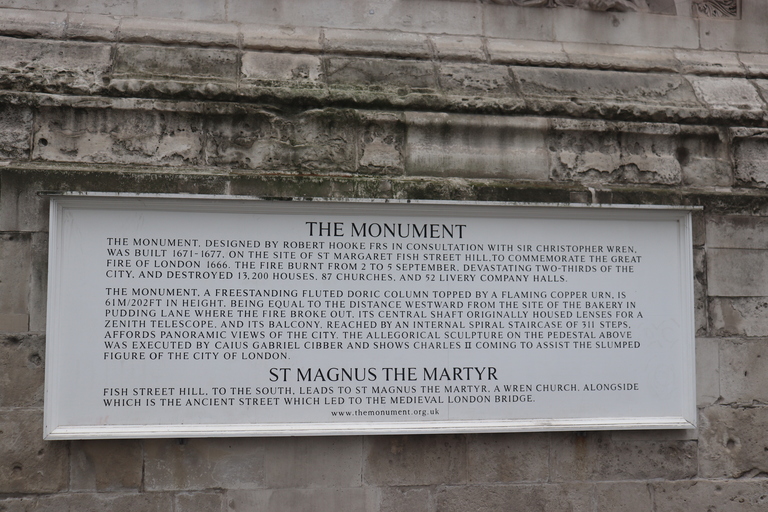 THE MONUMENT
THE MONUMENT, DESIGNED BY ROBERT HOOKE FRS IN CONSULTATION WITH SIR CHRISTOPHER WREN,
WAS BUILT 1671-1677, ON THE SITE OF ST MARGARET FISH STREET HILL,TO COMMEMORATE THE GREAT
FIRE OF LONDON 1666. THE FIRE BURNT FROM 2 TO 5 SEPTEMBER, DEVASTATING TWO-THIRDS OF THE
CITY, AND DESTROYED 13,200 HOUSES, 87 CHURCHES, AND 52 LIVERY COMPANY HALLS.
THE MONUMENT, A FREESTANDING FLUTED DORIC COLUMN TOPPED BY A FLAMING COPPER URN, IS
61M/202FT IN HEIGHT, BEING EQUAL TO THE DISTANCE WESTWARD FROM THE SITE OF THE BAKERY IN
PUDDING LANE WHERE THE FIRE BROKE OUT. ITS CENTRAL SHAFT ORIGINALLY HOUSED LENSES FOR A
ZENITH TELESCOPE, AND ITS BALCONY, REACHED BY AN INTERNAL SPIRAL STAIRCASE OF 311 STEPS,
AFFORDS PANORAMIC VIEWS OF THE CITY. THE ALLEGORICAL SCULPTURE ON THE PEDESTAL ABOVE
WAS EXECUTED BY CAIUS GABRIEL CIBBER AND SHOWS CHARLES II COMING TO ASSIST THE SLUMPED
FIGURE OF THE CITY OF LONDON.
ST MAGNUS THE MARTYR
FISH STREET HILL, TO THE SOUTH, LEADS TO ST MAGNUS THE MARTYR, A WREN CHURCH, ALONGSIDE
WHICH IS THE ANCIENT STREET WHICH LED TO THE MEDIEVAL LONDON BRIDGE.
www.themonument.org.uk